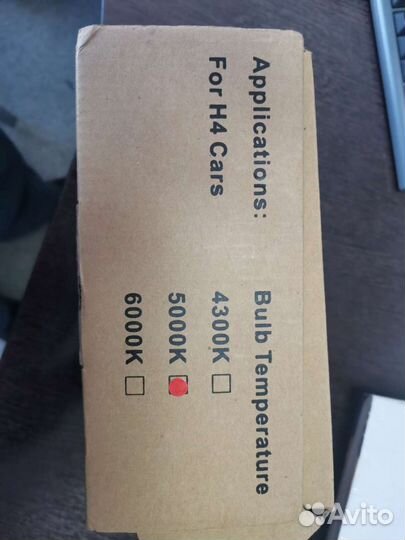 Applications:
For H4 Cars
Bulb Temperature
4300K
5000K
6000K
Avito